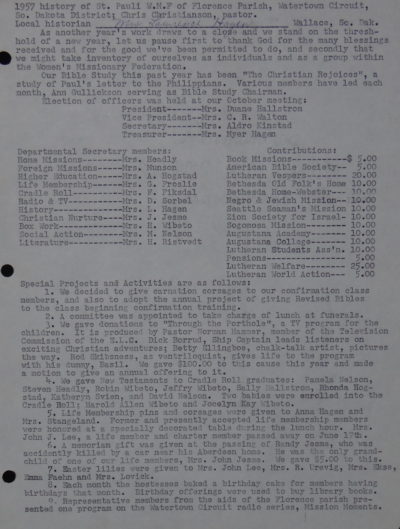 1957 history of St. Pauli W.M.F of Florence Parish, Watertown Circuit,
So. Dakota District; Chris Christianson, pastor.
Local historian Wallace, So. Dak.
As another year's work draws to a close and we stand on the thresh-
hold of a new year, let us pause first to thank God for the many blessings
received and for the good we've been permitted to do, and secondly that
we might take inventory of ourselves as individuals and as a group within
the Women's Missionary Federation.
Our Bible Study this past year has been "The Christian Rejoices", a
study of Paul's letter to the Philippians. Various members have led each
month, Ann Gullickson serving as Bible Study Chairman.
Election of officers was held at our October meeting:
President-------Mrs. Duane Hallstrom
Vice President--Mrs. C. R. Walton
Secretary-------Mrs. Aldro Kinstad
Treasurer-------Mrs. Myer Hagen
Departmental Secretary members:
Home Missions--------Mrs. Headly
Foreign Missions-----Mrs. Munson
Higher Education-----Mrs. A. Hogstad
Life Membership------Mrs. G. Froslie
Cradle Roll----------Mrs. F. Fiksdal
Radio & TV-----------Mrs. D. Sorbel
History--------------Mrs. L. Hagen
Christian Nurture----Mrs. J. Jesme
Box Work-------------Mrs. H. Wibeto
Social Action--------Mrs. M. Nelson
Literature-----------Mrs. H. Ristvedt
Contributions:
Book Missions-----------$ 5.00
American Bible Society-- 5.00
Lutheran Vespers-------- 20.00
Bethesda Old Folk's Home 10.00
Bethesda Home-Webster--- 10.00
Negro & Jewish Mission-- 10.00
Seattle Seaman's Mission 10.00
Zion Society for Israel- 10.00
Sogomoen Mission-------- 10.00
Augustana Academy------- 10.00
Augustana College------- 10.00
Lutheran Students Ass'n. 10.00
Pensions---------------- 5.00
Lutheran Welfare-------- 25.00
Lutheran World Action--- 5.00
Special Projects and Activities are as follows:
1. We decided to give carnation corsages to our confirmation class
members, and also to adopt the annual project of giving Revised Bibles
to the class beginning confirmation training.
2. A committee was appointed to take charge of lunch at funerals.
3. We gave donations to "Through the Porthole", a TV program for the
children. It is produced by Pastor Norman Hammer, member of the Television
Commission of the E.L.C. Dick Borrud, Ship Captain leads listeners on
exciting Christian adventures; Betty Ellingboe, chalk-talk artist, pictures
the way. Rod Skibsness, as ventriloquist, gives life to the program
with his dummy, Basil. We gave $100.00 to this cause this year and made
a motion to give an annual offering to it.
4. We gave New Testaments to Cradle Roll graduates: Pamela Nelson,
Steven Headly, Robin Wibeto, Jeffry Wibeto, Sally Hallstrom, Rhonda Hog-
stad, Katheryn Svien, and David Nelson. Two babies were enrolled into the
Cradle Roll: Harold Allen Wibeto and Jocelyn Kay Wibeto.
5. Life Membership pins and corsages were given to Anna Hagen and
Mrs. Stangeland. Former and presently accepted life membership members
were honored at a specially decorated table during the lunch hour. Mrs.
John J. Lee, a life member and charter member passed away on June 17th.
6. A memorial gift was given at the passing of Randy Jesme, who was
accidently killed by a car near his Aberdeen home. He was the only grand-
child of one of our life members, Mrs. John Jesme. We gave $5.00 to this.
7. Easter lilies were given to Mrs. John Lee, Mrs. R. Urevig, Mrs. Ekse,
Emma Faehn and Mrs. Lovick.
8. Each month the hostesses baked a birthday cake for members having
birthdays that month. Birthday offerings were used to buy library books.
9. Representative members from the aids of the Florence parish pre-
sented one program on the Watertown Circuit radio series, Mission Moments.